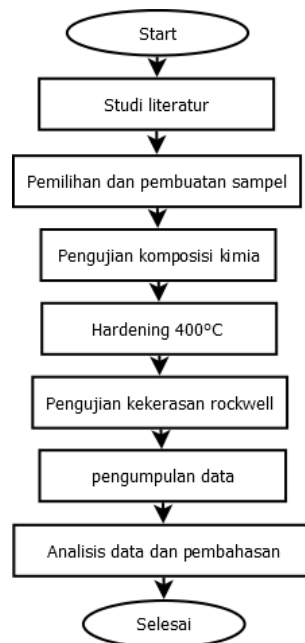 Start
Studi literatur
Pemilihan dan pembuatan sampel
Pengujian komposisi kimia
Hardening 400°C
Pengujian kekerasan rockwell
pengumpulan data
Analisis data dan pembahasan
Selesai